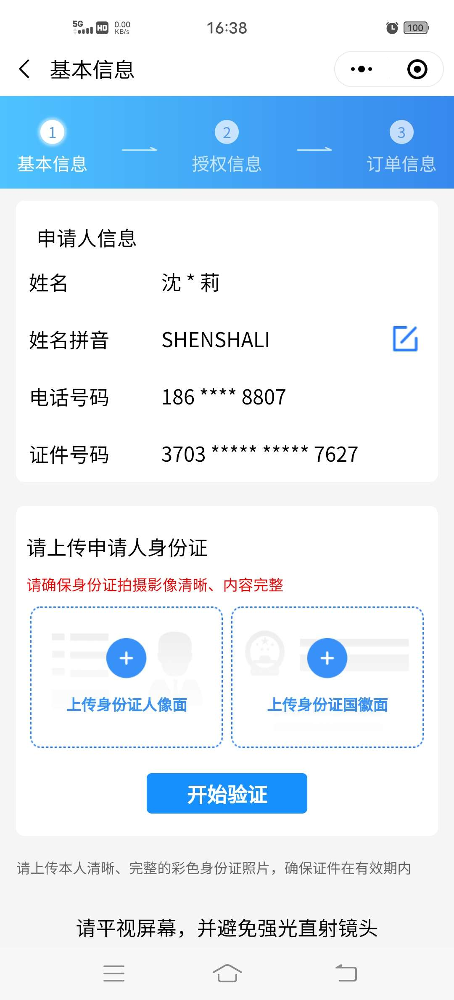 5G HD 0.00 KB/s 16:38 100
基本信息
1 2 3
基本信息 授权信息 订单信息
申请人信息
姓名 沈 * 莉
姓名拼音 SHENSHALI
电话号码 186 **** 8807
证件号码 3703 ***** ***** 7627
请上传申请人身份证
请确保身份证拍摄影像清晰、内容完整
上传身份证人像面 上传身份证国徽面
开始验证
请上传本人清晰、完整的彩色身份证照片，确保证件在有效期内
请平视屏幕，并避免强光直射镜头